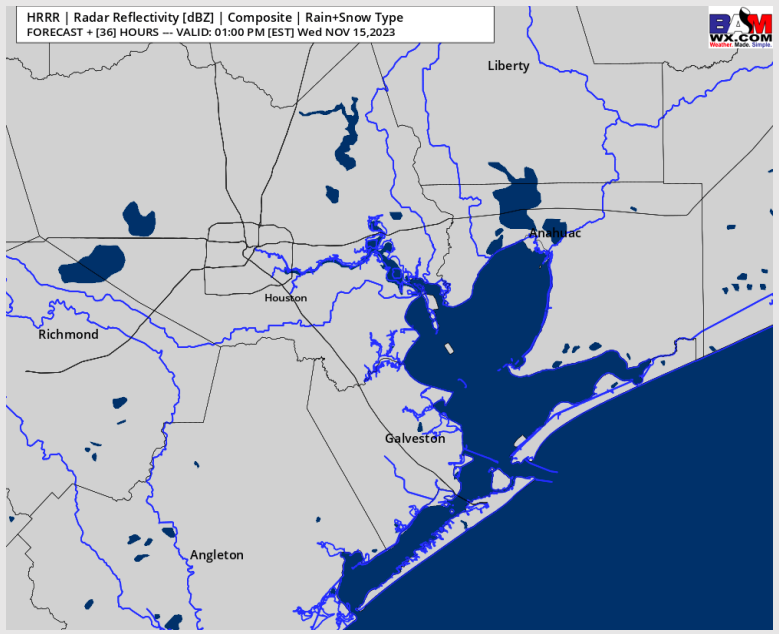 HRRR | Radar Reflectivity [dBZ] | Composite | Rain+Snow Type
FORECAST + [36] HOURS --- VALID: 01:00 PM [EST] Wed NOV 15,2023
BAM
WX.COM
Weather. Made. Simple.
Liberty
Anahuac
Houston
Richmond
Galveston
Angleton